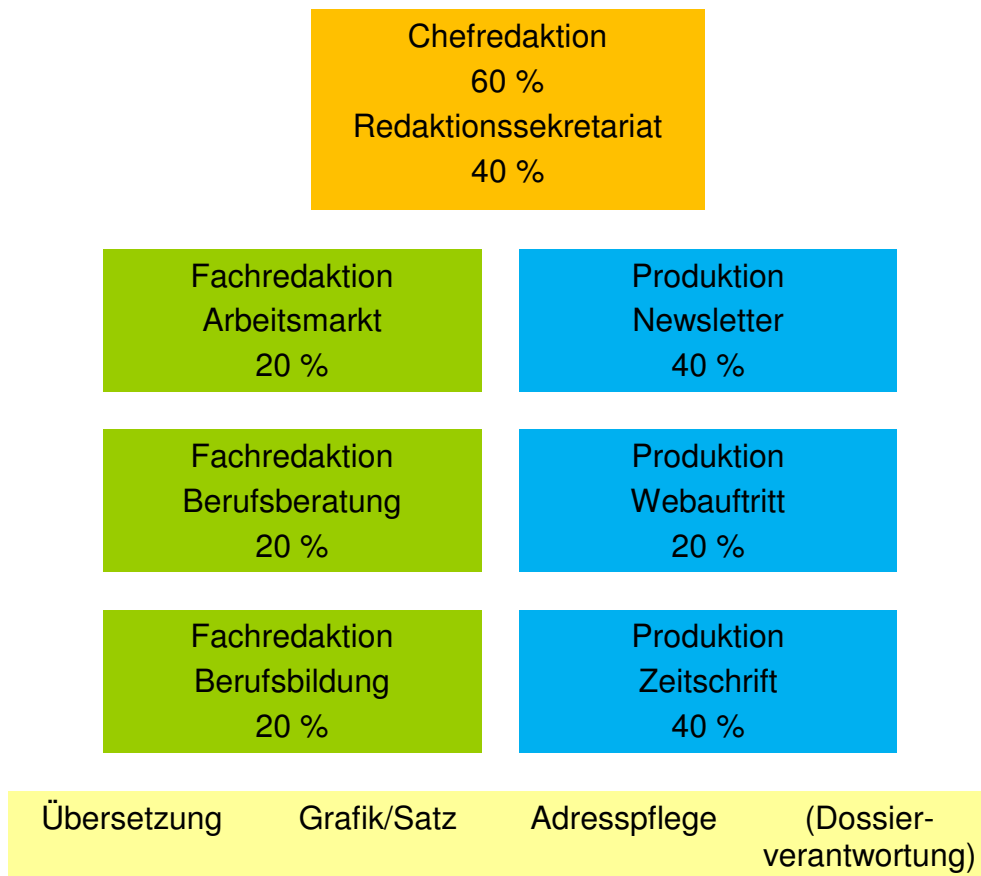 Chefredaktion
60 %
Redaktionssekretariat
40 %
Fachredaktion
Arbeitsmarkt
20 %
Produktion
Newsletter
40 %
Fachredaktion
Berufsberatung
20 %
Produktion
Webauftritt
20 %
Fachredaktion
Berufsbildung
20 %
Produktion
Zeitschrift
40 %
Übersetzung
Grafik/Satz
Adresspflege
(Dossier-
verantwortung)